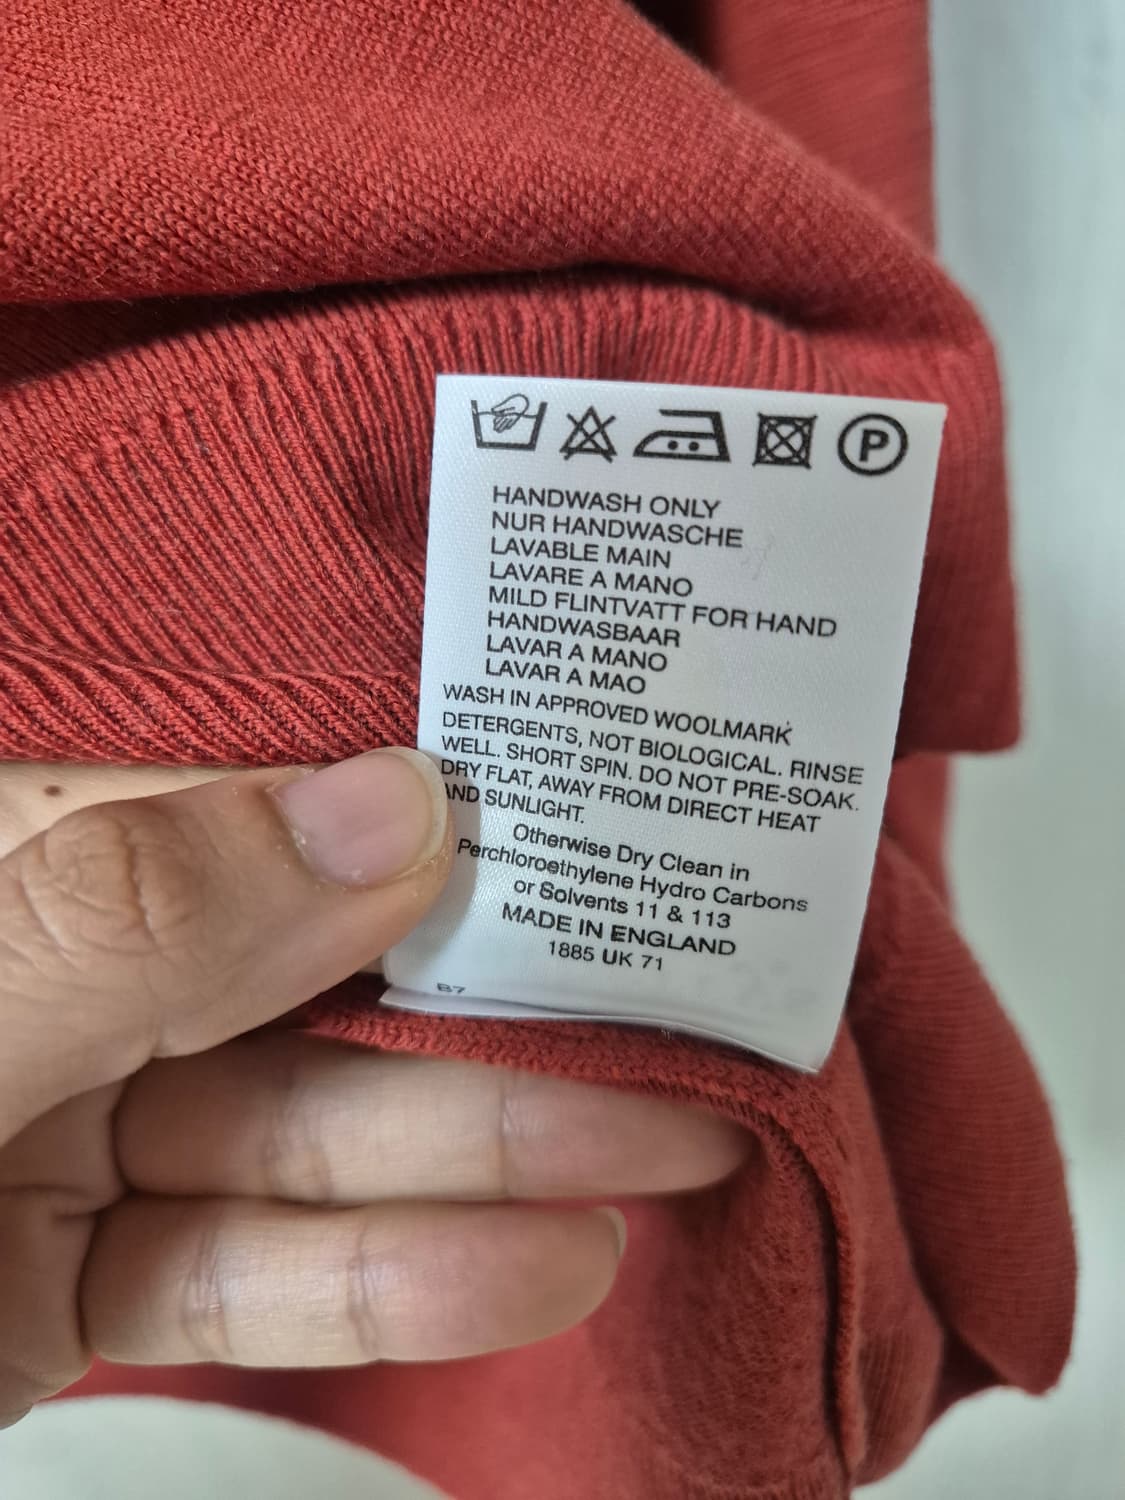 P
HANDWASH ONLY
NUR HANDWASCHE
LAVABLE MAIN
LAVARE A MANO
MILD FLINTVATT FOR HAND
HANDWASBAAR
LAVAR A MANO
LAVAR A MAO
WASH IN APPROVED WOOLMARK
DETERGENTS, NOT BIOLOGICAL. RINSE
WELL. SHORT SPIN. DO NOT PRE-SOAK.
DRY FLAT, AWAY FROM DIRECT HEAT
AND SUNLIGHT.
Otherwise Dry Clean in
Perchloroethylene Hydro Carbons
or Solvents 11 & 113
MADE IN ENGLAND
1885 UK 71
B7